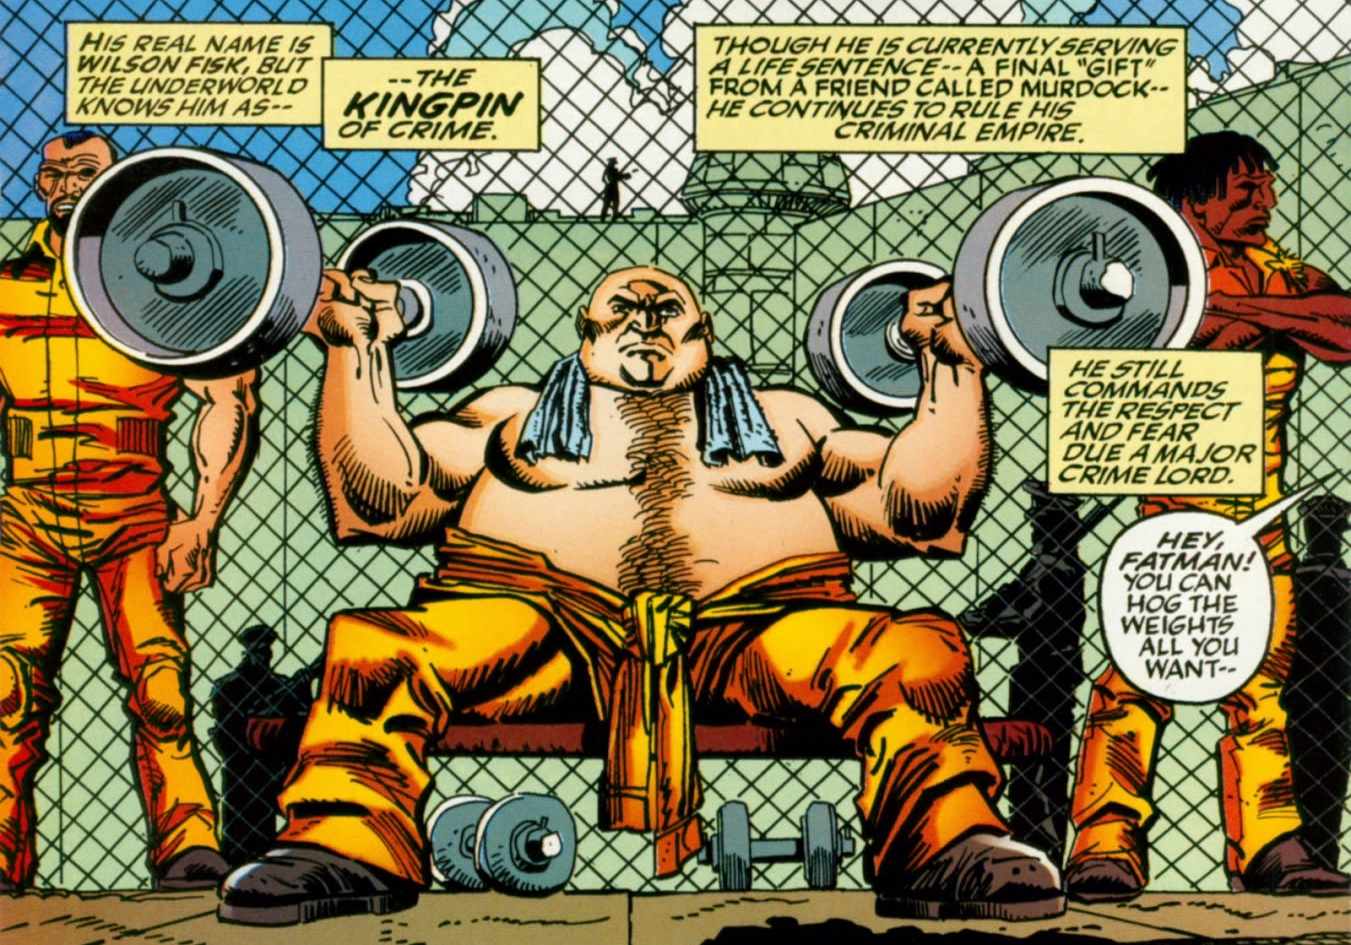 HIS REAL NAME IS
WILSON FISK, BUT
THE UNDERWORLD
KNOWS HIM AS--
--THE
KINGPIN
OF CRIME.
THOUGH HE IS CURRENTLY SERVING
A LIFE SENTENCE--A FINAL "GIFT"
FROM A FRIEND CALLED MURDOCK--
HE CONTINUES TO RULE HIS
CRIMINAL EMPIRE.
HE STILL
COMMANDS
THE RESPECT
AND FEAR
DUE A MAJOR
CRIME LORD.
HEY,
FATMAN!
YOU CAN
HOG THE
WEIGHTS
ALL YOU
WANT--